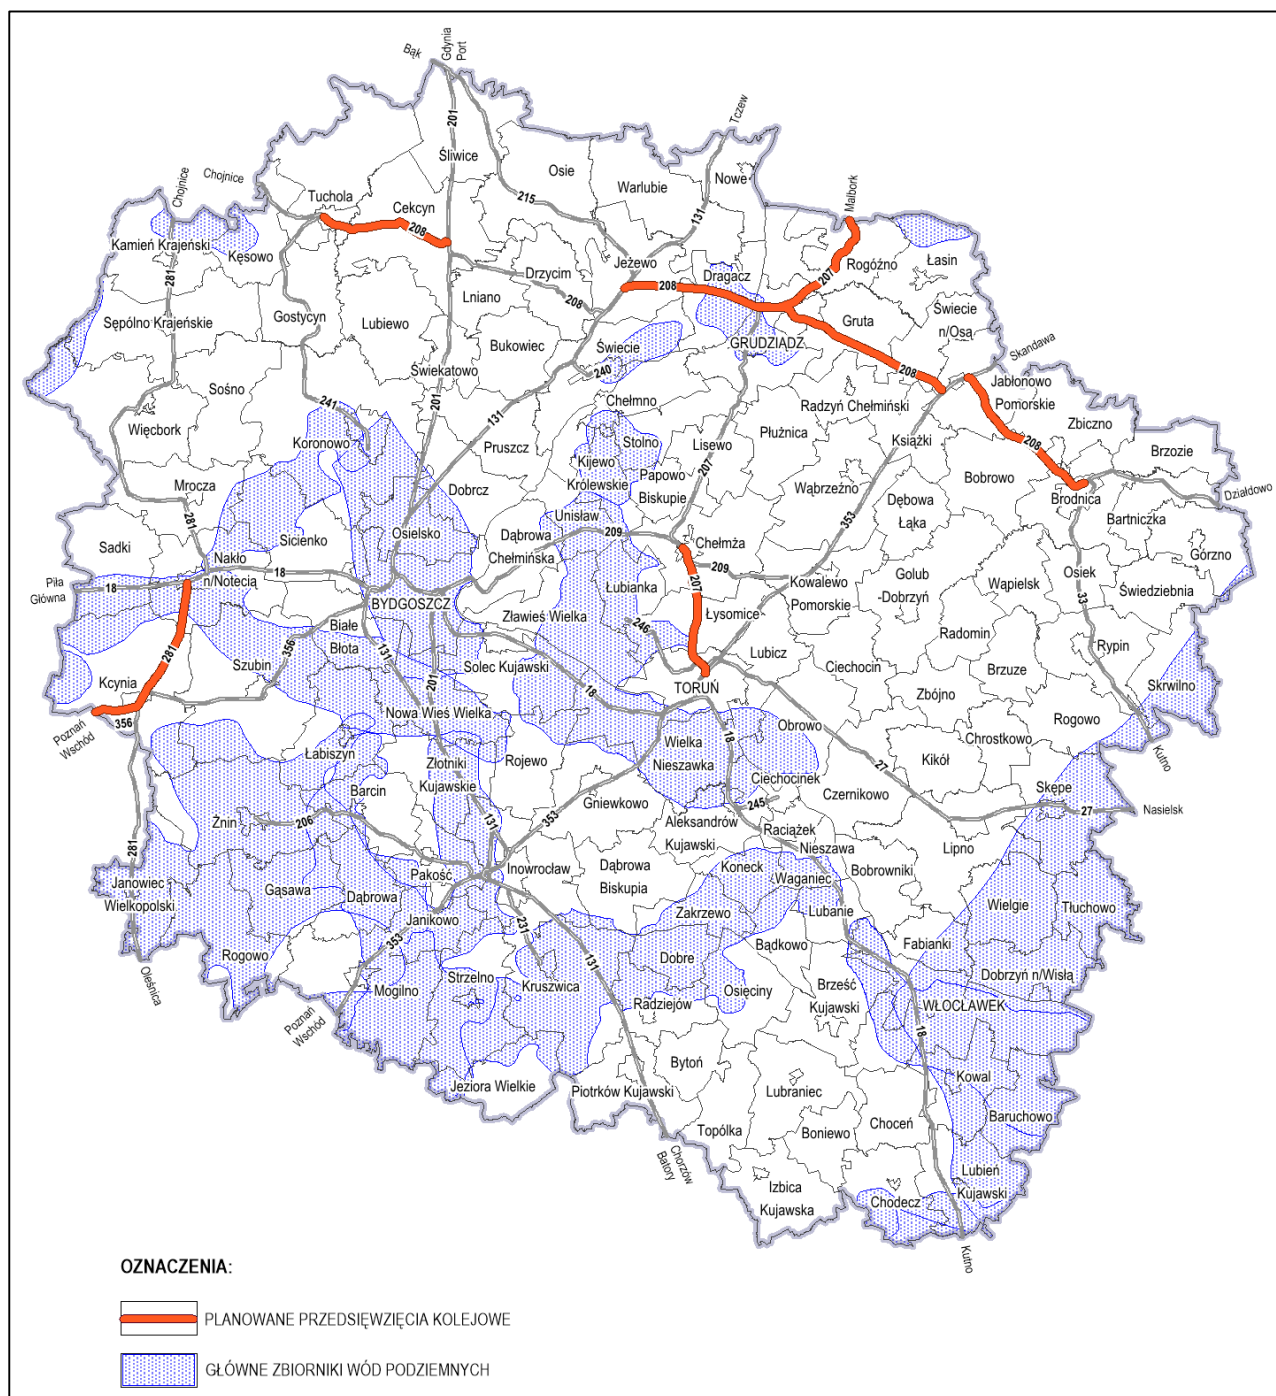 Bąk
Gdynia
Port
201
Śliwice
Osie
215
Warlubie
Tczew
Nowe
131
Chojnice
Chojnice
Tuchola
Cekcyn
208
Malbork
Kamień Krajeński
Kęsowo
281
Drzycim
208
Jeżewo
Dragacz
208
207
Rogóźno
Łasin
Sępólno Krajeńskie
Gostycyn
Lubiewo
Lniano
Bukowiec
Świecie
240
GRUDZIĄDZ
Gruta
Świecie
n/Osą
Skandawa
208
Sośno
Świekatowo
201
Chełmno
Radzyń Chełmiński
Jabłonowo
Pomorskie
241
131
Więcbork
Koronowo
Pruszcz
Stolno
Lisewo
Płużnica
Książki
Zbiczno
208
Brzozie
Kijewo
Królewskie
Papowo
Biskupie
207
Wąbrzeźno
Bobrowo
Mrocza
Dobrcz
Dębowa
Łąka
Brodnica
Działdowo
281
Unisław
353
Bartniczka
Sadki
Sicienko
Osielsko
Dąbrowa
Chełmińska
209
Chełmża
Górzno
Nakło
n/Notecią
Piła
Główna
18
18
BYDGOSZCZ
Łubianka
207
209
Kowalewo
Pomorskie
Golub
-Dobrzyń
Wąpielsk
Osiek
33
Świedziebnia
Zławieś Wielka
Łysomice
Białe
Błota
246
Radomin
Rypin
281
Szubin
356
131
201
Solec Kujawski
Lubicz
Ciechocin
Brzuze
Kcynia
18
TORUŃ
Zbójno
Skrwilno
Poznań
Wschód
356
Nowa Wieś Wielka
Obrowo
Rogowo
Łabiszyn
Złotniki
Kujawskie
Rojewo
Wielka
Nieszawka
18
Chrostkowo
Kikół
Kutno
Barcin
Gniewkowo
Ciechocinek
245
Czernikowo
27
Skępe
27
Nasielsk
Żnin
206
131
353
Aleksandrów
Kujawski
Raciążek
Nieszawa
Lipno
281
Janowiec
Wielkopolski
Gąsawa
Dąbrowa
Pakość
Inowrocław
Dąbrowa
Biskupia
Koneck
Waganiec
Bobrowniki
Janikowo
Zakrzewo
Lubanie
Wielgie
Tłuchowo
353
231
Bądkowo
Fabianki
Rogowo
131
Dobre
Oleśnica
Mogilno
Strzelno
Kruszwica
Radziejów
Osięciny
Brześć
Kujawski
Dobrzyń n/Wisłą
WŁOCŁAWEK
Poznań
Wschód
18
Bytoń
Kowal
Jeziora Wielkie
Piotrków Kujawski
Lubraniec
Baruchowo
Choceń
Topólka
Boniewo
Chorzów
Batory
Izbica
Kujawska
Chodecz
Lubień
Kujawski
Kutno
OZNACZENIA:
PLANOWANE PRZEDSIĘWZIĘCIA KOLEJOWE
GŁÓWNE ZBIORNIKI WÓD PODZIEMNYCH